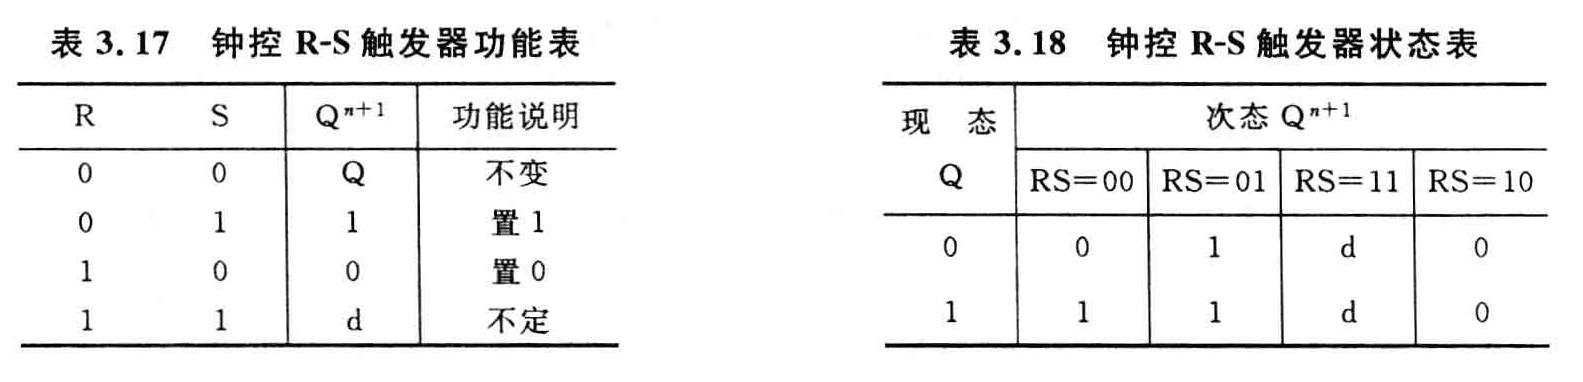 表 3.17 钟控 R-S 触发器功能表
R S Qⁿ⁺¹ 功能说明
0 0 Q 不变
0 1 1 置 1
1 0 0 置 0
1 1 d 不定
表 3.18 钟控 R-S 触发器状态表
现 态 次态 Qⁿ⁺¹
Q RS=00 RS=01 RS=11 RS=10
0 0 1 d 0
1 1 1 d 0